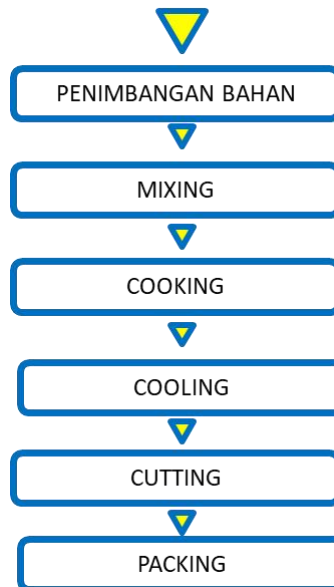 PENIMBANGAN BAHAN
MIXING
COOKING
COOLING
CUTTING
PACKING